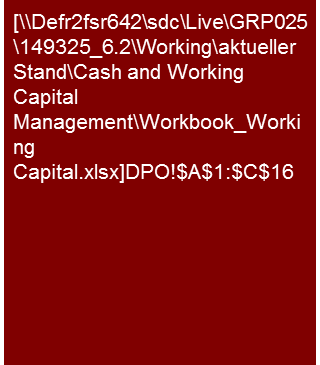 [\\Defr2fsr642\sdc\Live\GRP025
\149325_6.2\Working\aktueller
Stand\Cash and Working
Capital
Management\Workbook_Worki
ng
Capital.xlsx]DPO!$A$1:$C$16